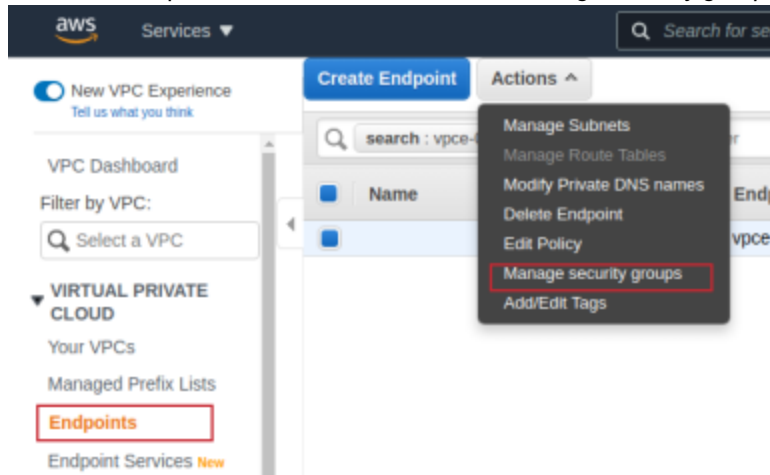 aws Services ▼ Search for se
New VPC Experience
Tell us what you think
Create Endpoint Actions
search : vpce-
VPC Dashboard
Filter by VPC:
Select a VPC
VIRTUAL PRIVATE
CLOUD
Your VPCs
Managed Prefix Lists
Endpoints
Endpoint Services New
Name
Manage Subnets
Manage Route Tables
Modify Private DNS names
Delete Endpoint
Edit Policy
Manage security groups
Add/Edit Tags
Endp
vpce